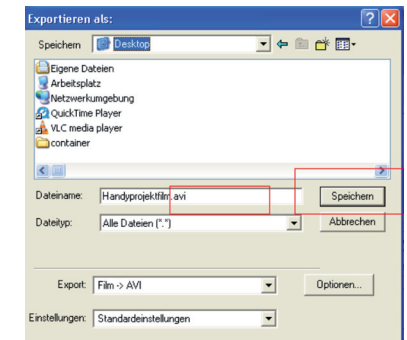 Exportieren als:
Speichern Desktop
Eigene Dateien
Arbeitsplatz
Netzwerkumgebung
QuickTime Player
VLC media player
container
Dateiname: Handyprojektfilm.avi Speichern
Dateityp: Alle Dateien (*.*) Abbrechen
Export: Film -> AVI Optionen...
Einstellungen: Standardeinstellungen